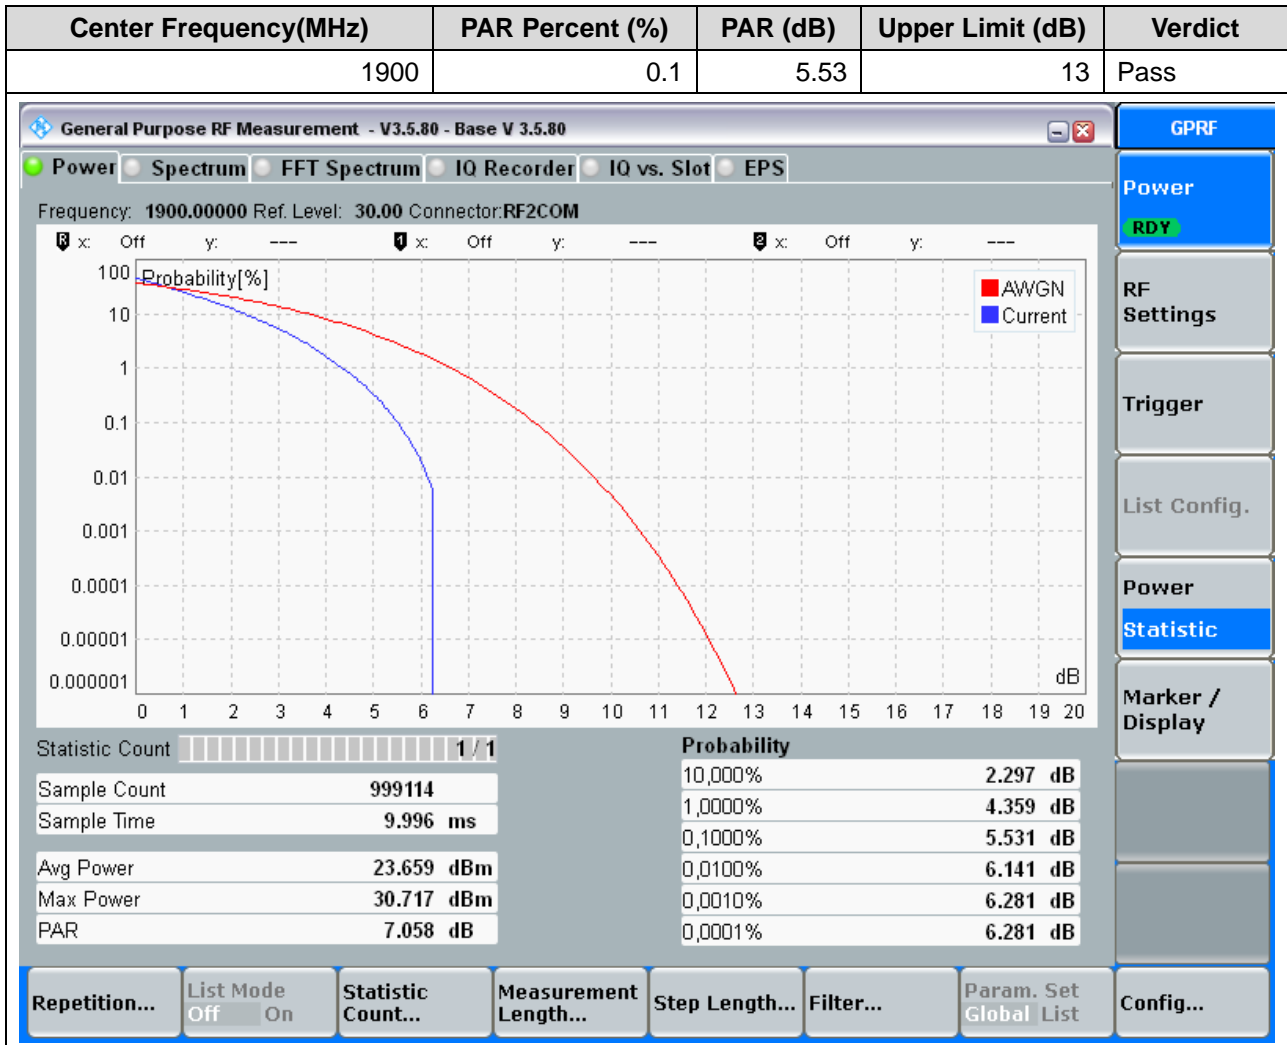 Center Frequency(MHz) PAR Percent (%) PAR (dB) Upper Limit (dB) Verdict
1900 0.1 5.53 13 Pass
General Purpose RF Measurement - V3.5.80 - Base V 3.5.80
GPRF
Power Spectrum FFT Spectrum IQ Recorder IQ vs. Slot EPS
Power
RDY
Frequency: 1900.00000 Ref. Level: 30.00 Connector:RF2COM
R x: Off y: --- 1 x: Off y: --- 2 x: Off y: ---
100 Probability[%]
AWGN
Current
10
1
0.1
0.01
0.001
0.0001
0.00001
0.000001
dB
0 1 2 3 4 5 6 7 8 9 10 11 12 13 14 15 16 17 18 19 20
RF
Settings
Trigger
List Config.
Power
Statistic
Marker /
Display
Statistic Count 1 / 1
Sample Count 999114
Sample Time 9.996 ms
Avg Power 23.659 dBm
Max Power 30.717 dBm
PAR 7.058 dB
Probability
10,000% 2.297 dB
1,0000% 4.359 dB
0,1000% 5.531 dB
0,0100% 6.141 dB
0,0010% 6.281 dB
0,0001% 6.281 dB
Repetition...
List Mode
Off On
Statistic
Count...
Measurement
Length...
Step Length...
Filter...
Param. Set
Global List
Config...